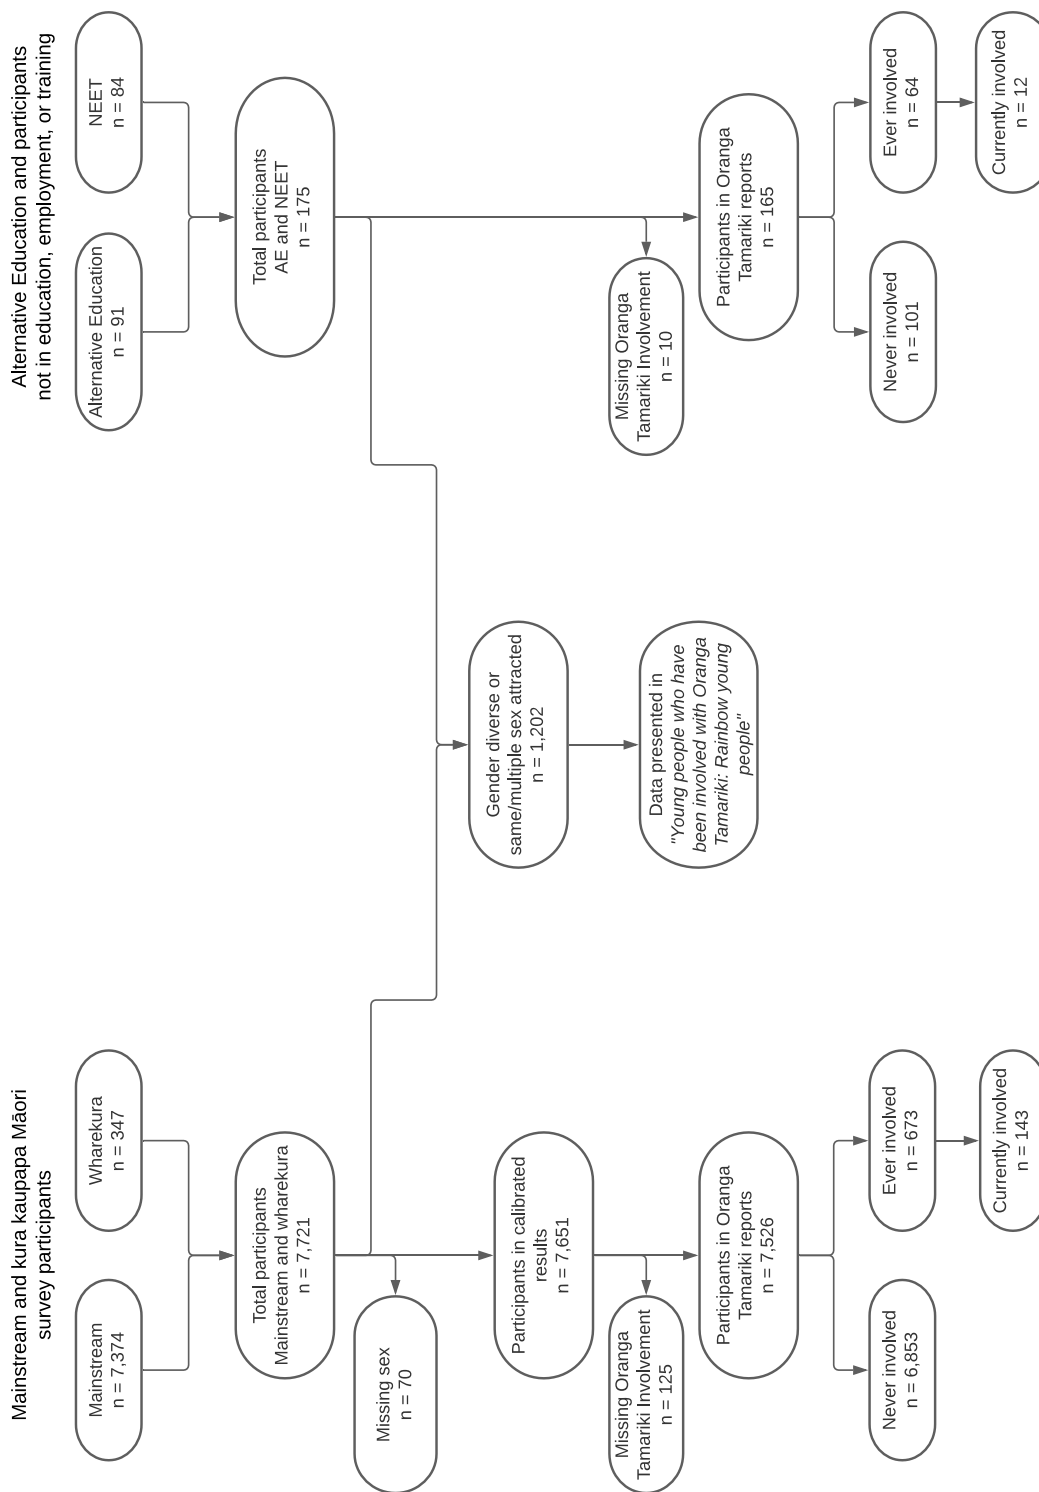 Mainstream and kura kaupapa Māori
survey participants
Mainstream
n = 7,374
Wharekura
n = 347
Total participants
Mainstream and wharekura
n = 7,721
Missing sex
n = 70
Participants in calibrated
results
n = 7,651
Missing Oranga
Tamariki Involvement
n = 125
Participants in Oranga
Tamariki reports
n = 7,526
Never involved
n = 6,853
Ever involved
n = 673
Currently involved
n = 143
Gender diverse or
same/multiple sex attracted
n = 1,202
Data presented in
"Young people who have
been involved with Oranga
Tamariki: Rainbow young
people"
Alternative Education and participants
not in education, employment, or training
Alternative Education
n = 91
NEET
n = 84
Total participants
AE and NEET
n = 175
Missing Oranga
Tamariki Involvement
n = 10
Participants in Oranga
Tamariki reports
n = 165
Never involved
n = 101
Ever involved
n = 64
Currently involved
n = 12